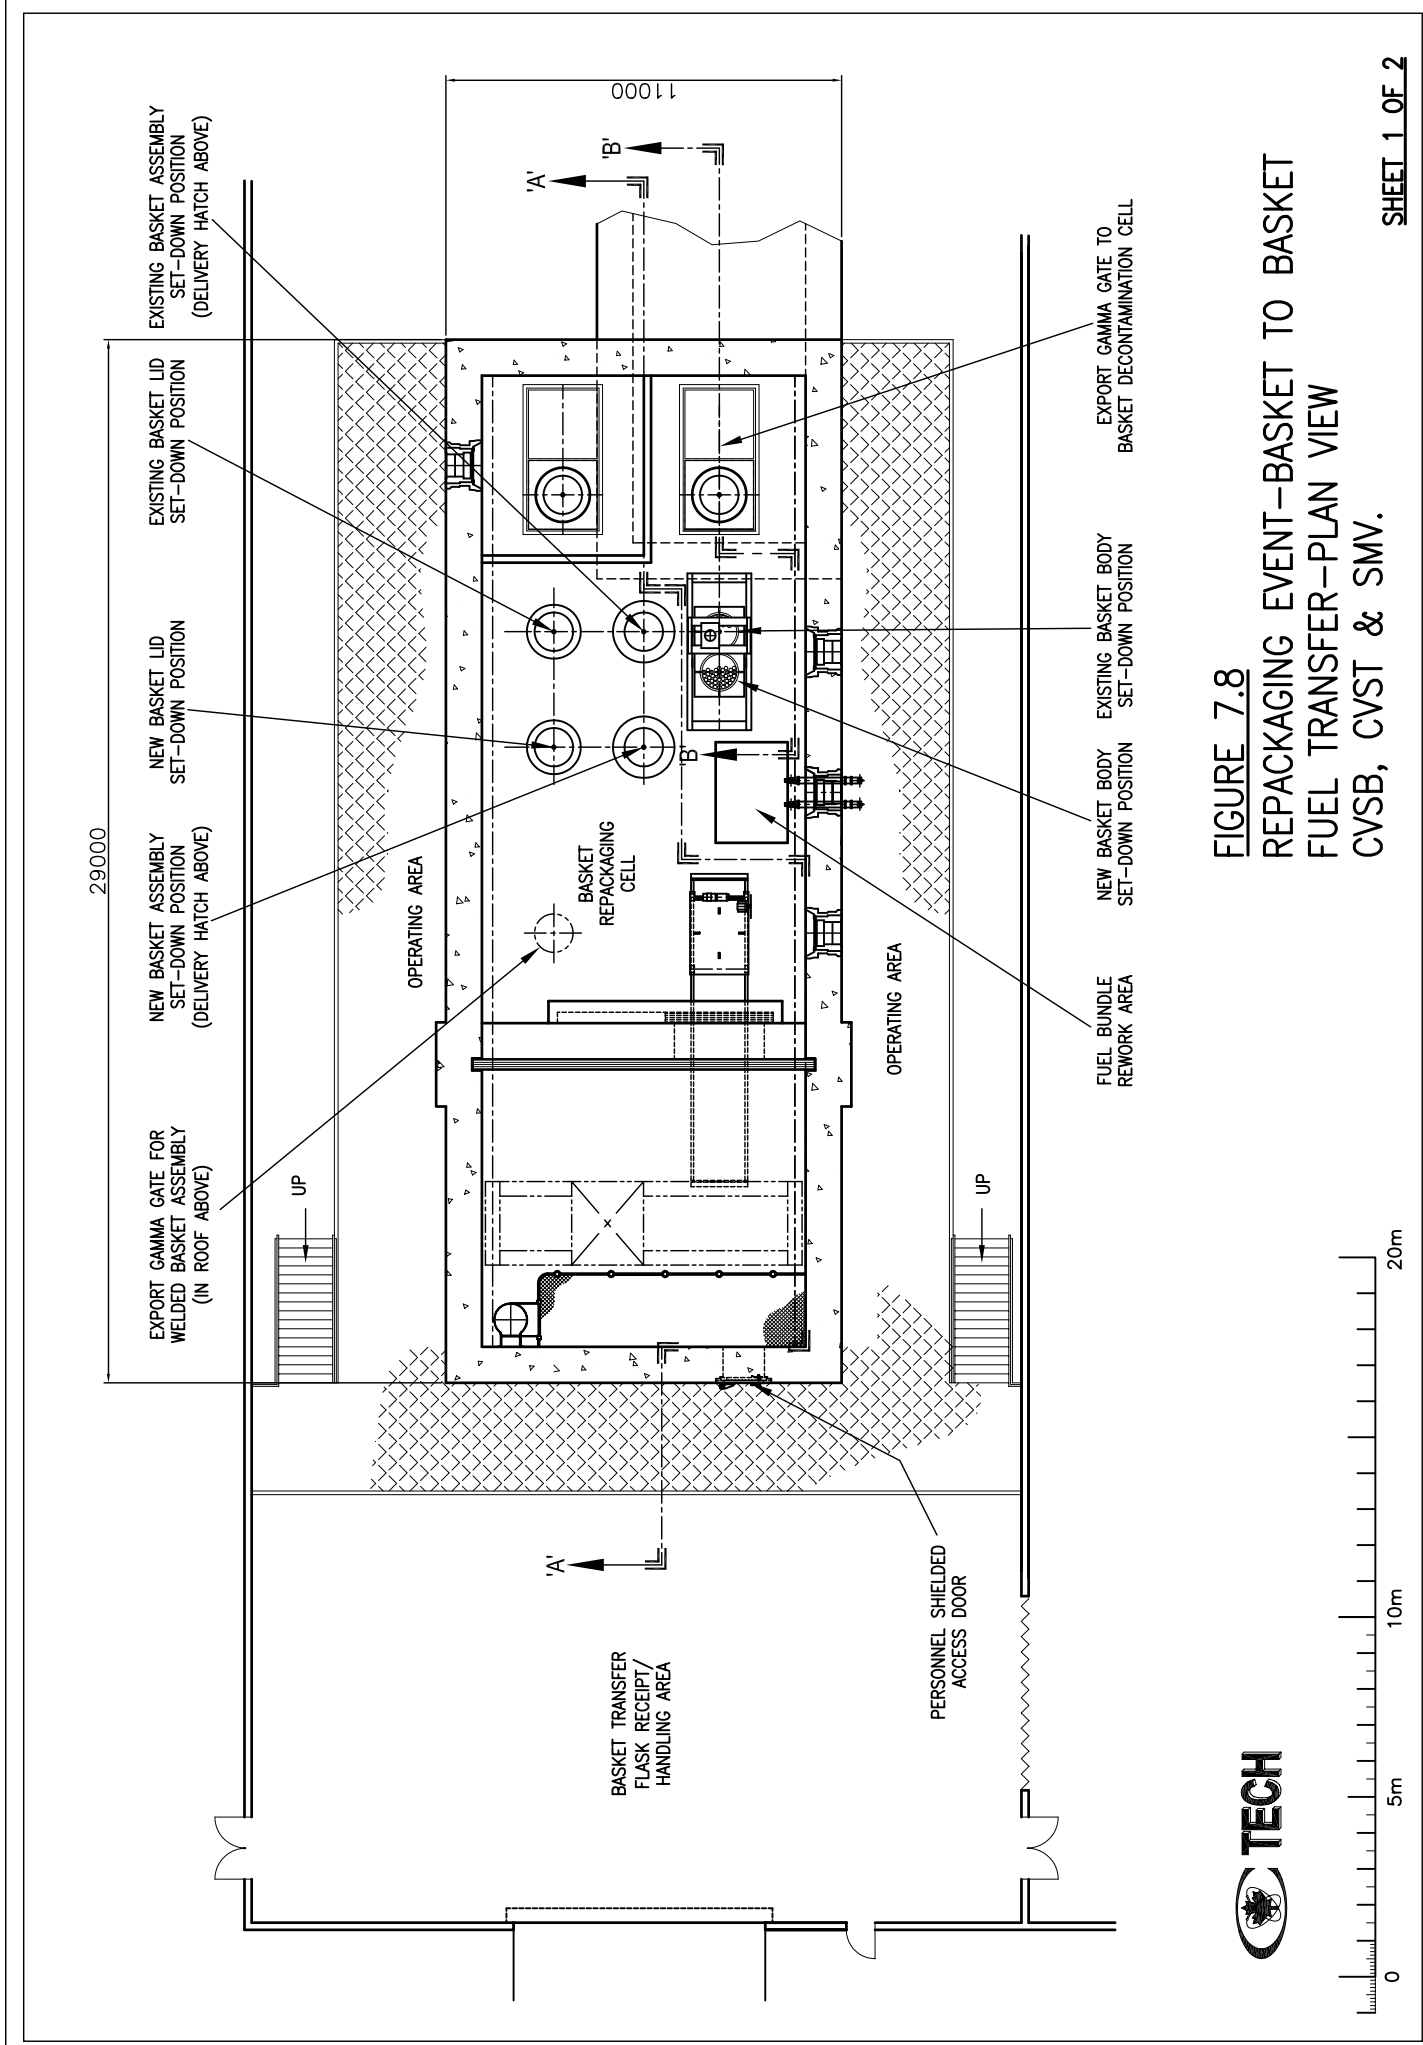 EXPORT GAMMA GATE FOR
WELDED BASKET ASSEMBLY
(IN ROOF ABOVE)
NEW BASKET ASSEMBLY
SET-DOWN POSITION
(DELIVERY HATCH ABOVE)
NEW BASKET LID
SET-DOWN POSITION
EXISTING BASKET LID
SET-DOWN POSITION
EXISTING BASKET ASSEMBLY
SET-DOWN POSITION
(DELIVERY HATCH ABOVE)
29000
11000
UP
OPERATING AREA
'A'
'A'
'B'
'B'
BASKET
REPACKAGING
CELL
BASKET TRANSFER
FLASK RECEIPT/
HANDLING AREA
OPERATING AREA
UP
PERSONNEL SHIELDED
ACCESS DOOR
FUEL BUNDLE
REWORK AREA
NEW BASKET BODY
SET-DOWN POSITION
EXISTING BASKET BODY
SET-DOWN POSITION
EXPORT GAMMA GATE TO
BASKET DECONTAMINATION CELL
TECH
FIGURE 7.8
REPACKAGING EVENT-BASKET TO BASKET
FUEL TRANSFER-PLAN VIEW
CVSB, CVST & SMV.
0 5m 10m 20m
SHEET 1 OF 2